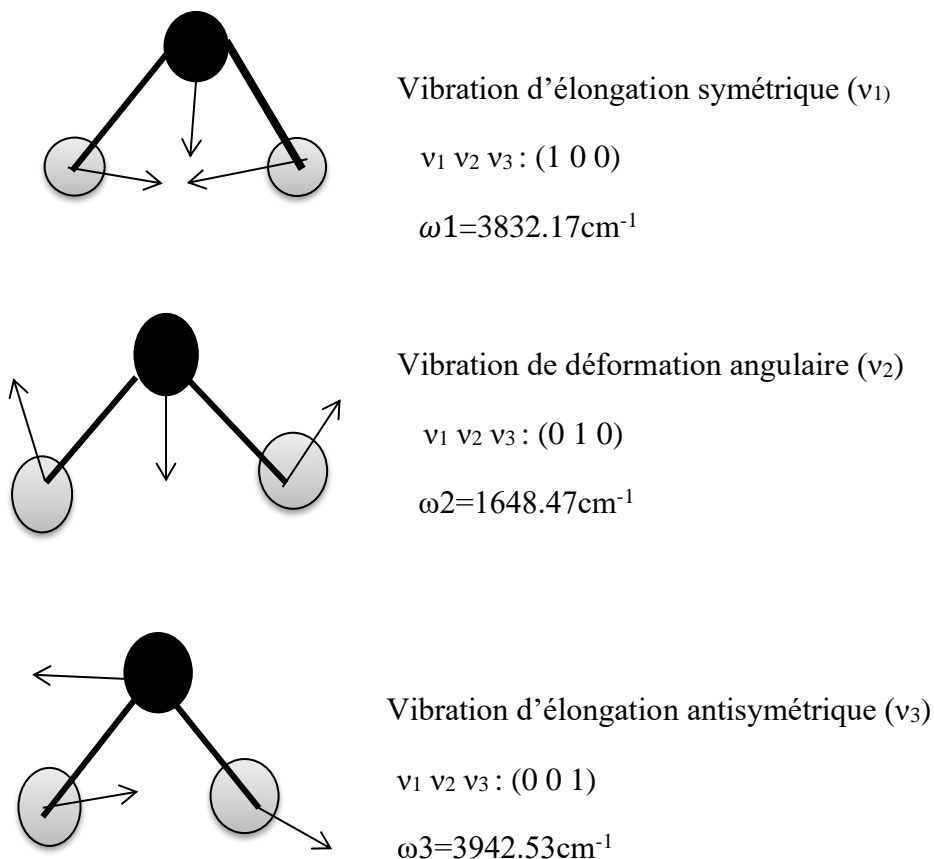 Vibration d’élongation symétrique (ν₁)
ν₁ ν₂ ν₃ : (1 0 0)
𝜔1=3832.17cm⁻¹
Vibration de déformation angulaire (ν₂)
ν₁ ν₂ ν₃ : (0 1 0)
ω2=1648.47cm⁻¹
Vibration d’élongation antisymétrique (ν₃)
ν₁ ν₂ ν₃ : (0 0 1)
ω3=3942.53cm⁻¹